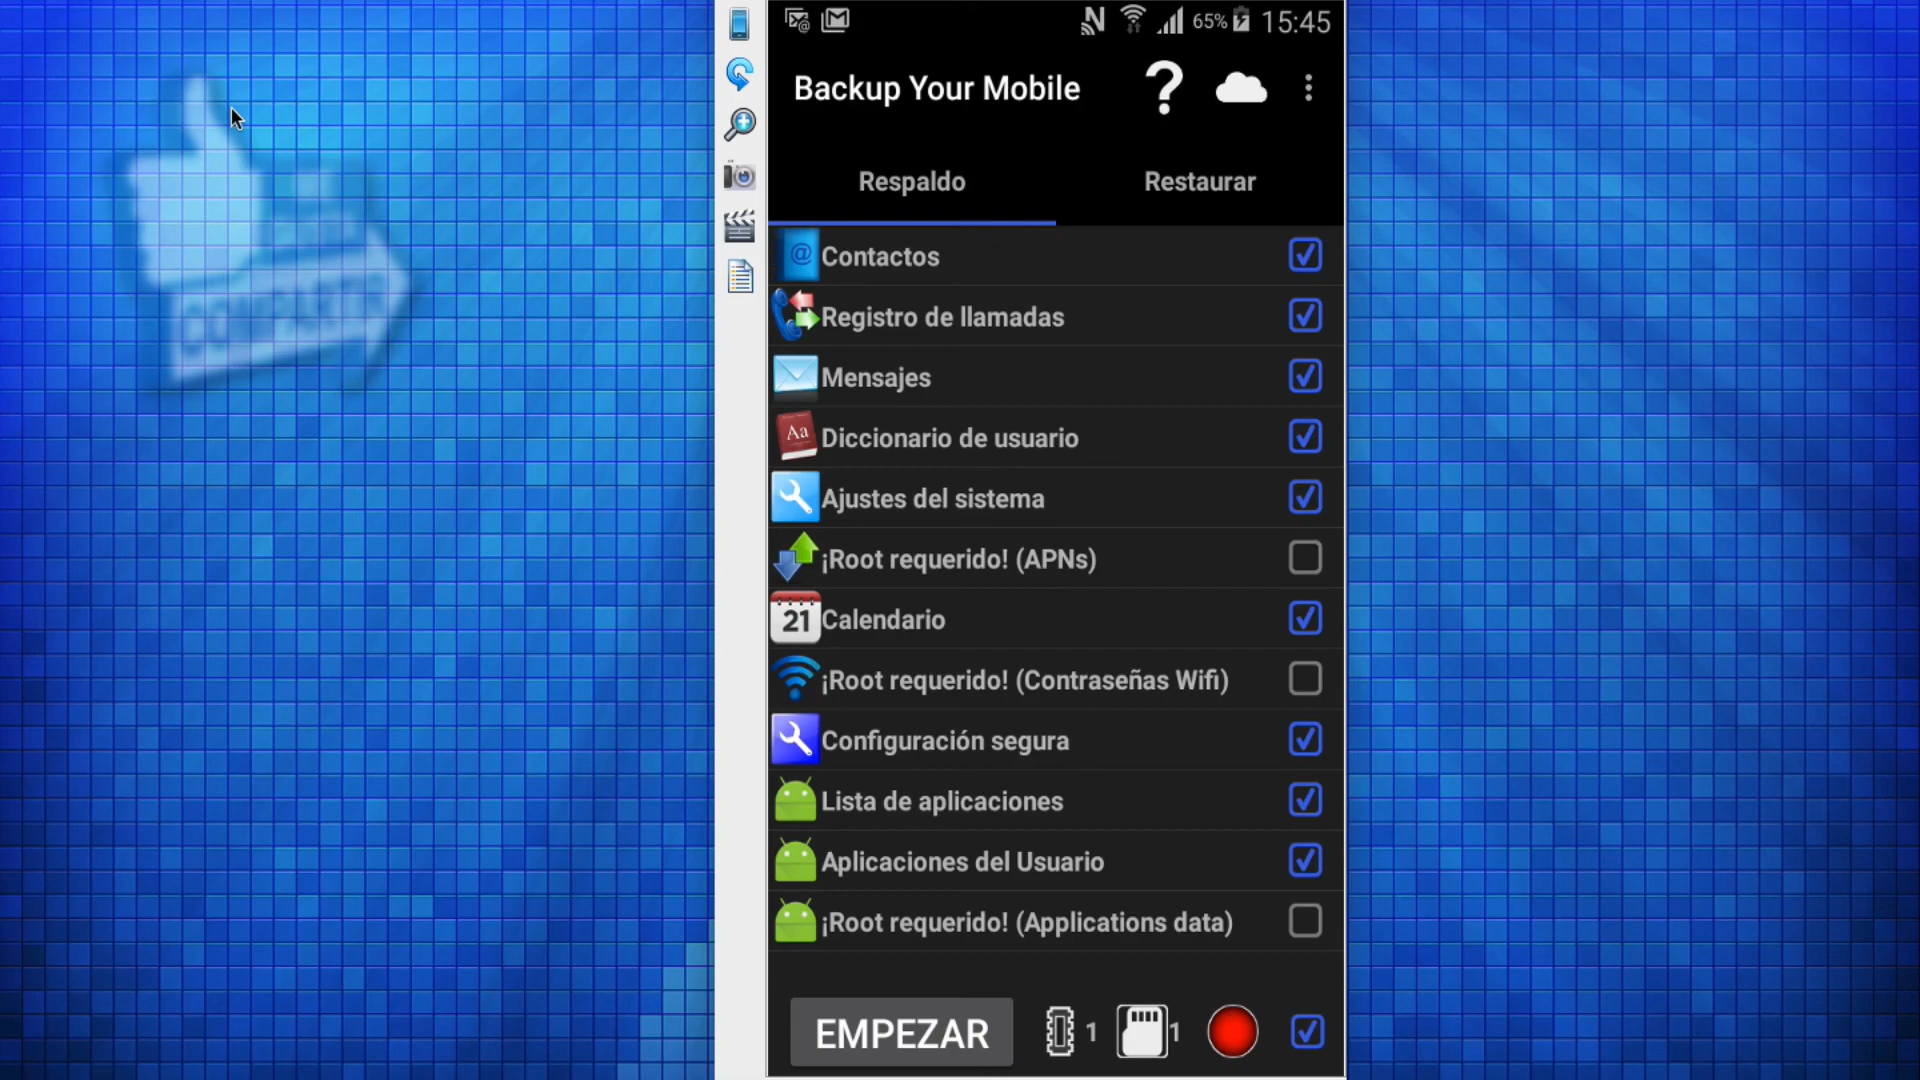 65% 15:45
Backup Your Mobile
Respaldo Restaurar
@ Contactos
Registro de llamadas
Mensajes
Aa Diccionario de usuario
Ajustes del sistema
¡Root requerido! (APNs)
21 Calendario
¡Root requerido! (Contraseñas Wifi)
Configuración segura
Lista de aplicaciones
Aplicaciones del Usuario
¡Root requerido! (Applications data)
EMPEZAR 1 1